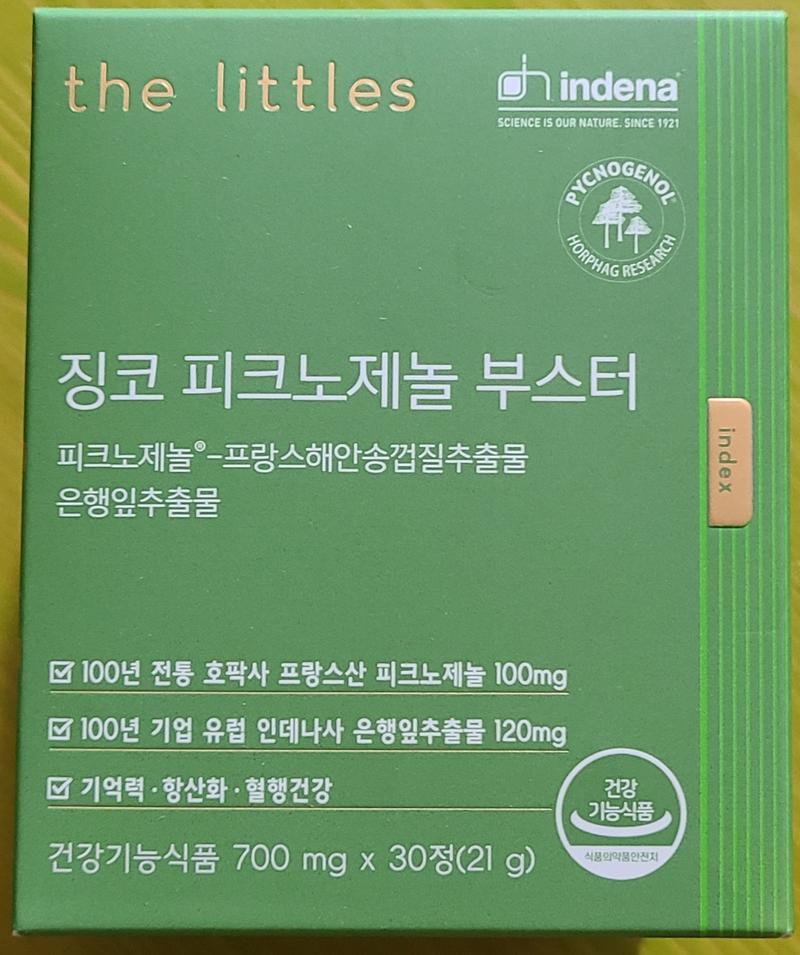 the littles
indena
SCIENCE IS OUR NATURE. SINCE 1921
PYCNOGENOL®
HORPHAG RESEARCH
징코 피크노제놀 부스터
피크노제놀®-프랑스해안송껍질추출물
은행잎추출물
index
100년 전통 호팍사 프랑스산 피크노제놀 100mg
100년 기업 유럽 인데나사 은행잎추출물 120mg
기억력·항산화·혈행건강
건강
기능식품
식품의약품안전처
건강기능식품 700 mg x 30정(21 g)